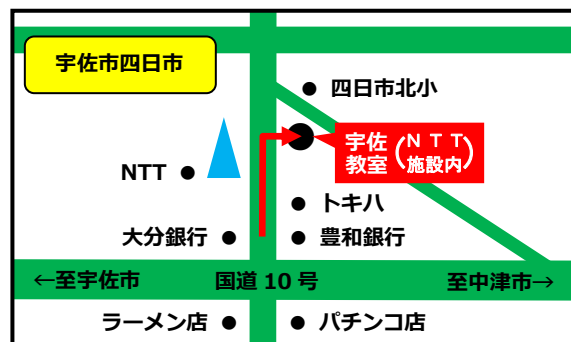 宇佐市四日市
四日市北小
宇佐
教室
(ＮＴＴ
施設内)
NTT
トキハ
大分銀行
豊和銀行
←至宇佐市
国道 10 号
至中津市→
ラーメン店
パチンコ店